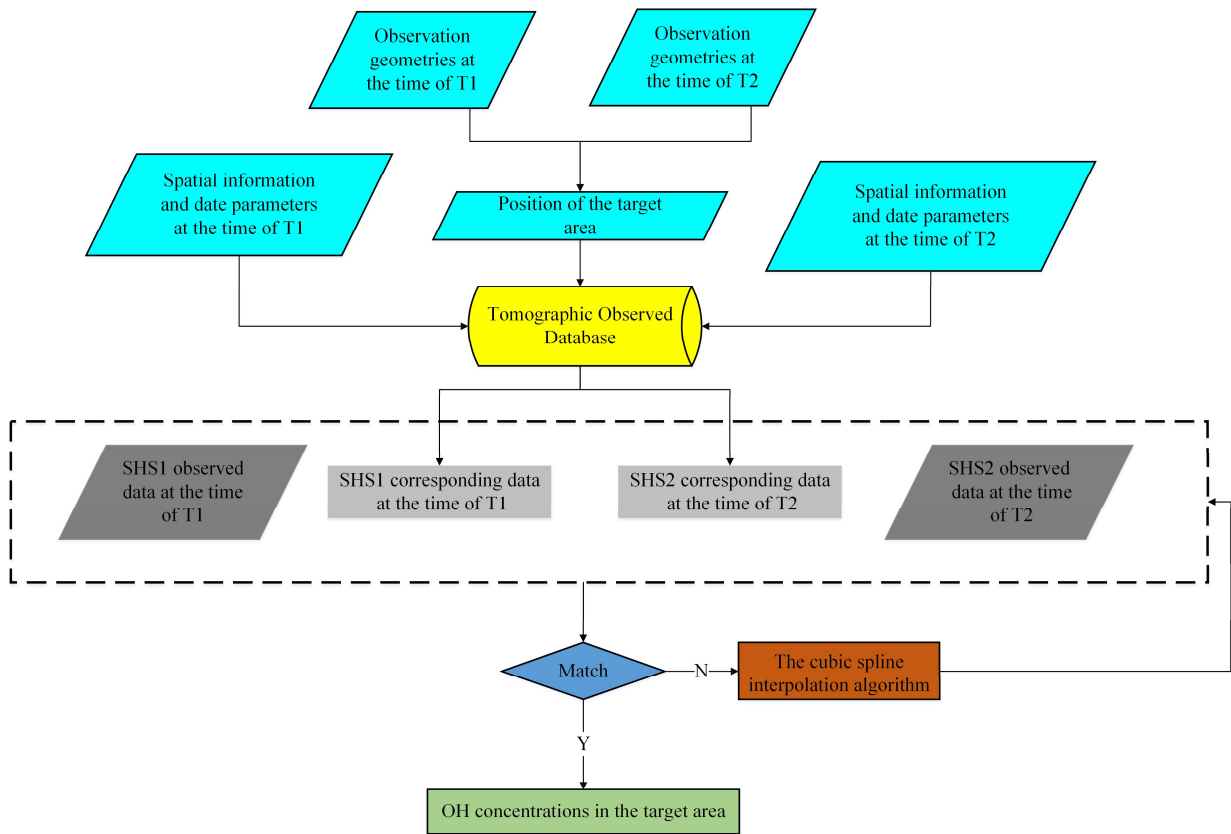 Observation
geometries at
the time of T1
Observation
geometries at
the time of T2
Spatial information
and date parameters
at the time of T1
Position of the target
area
Spatial information
and date parameters
at the time of T2
Tomographic Observed
Database
SHS1 observed
data at the time
of T1
SHS1 corresponding data
at the time of T1
SHS2 corresponding data
at the time of T2
SHS2 observed
data at the time
of T2
Match
N
The cubic spline
interpolation algorithm
Y
OH concentrations in the target area